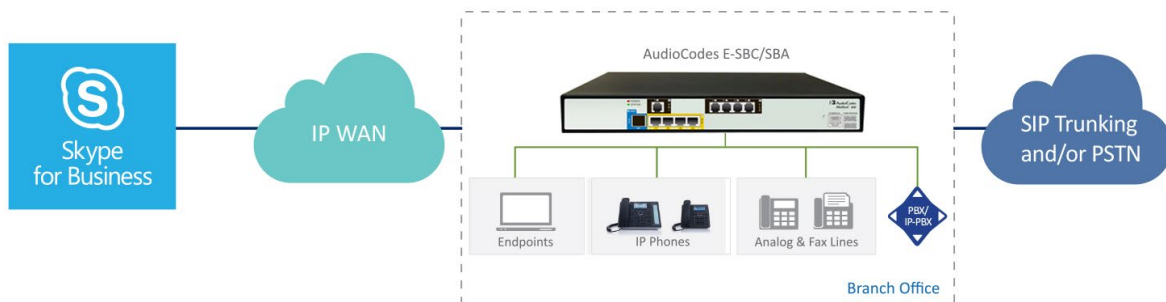 S
Skype
for Business
IP WAN
AudioCodes E-SBC/SBA
AudioCodes
SIP Trunking
and/or PSTN
Endpoints
IP Phones
Analog & Fax Lines
PBX/
IP-PBX
Branch Office